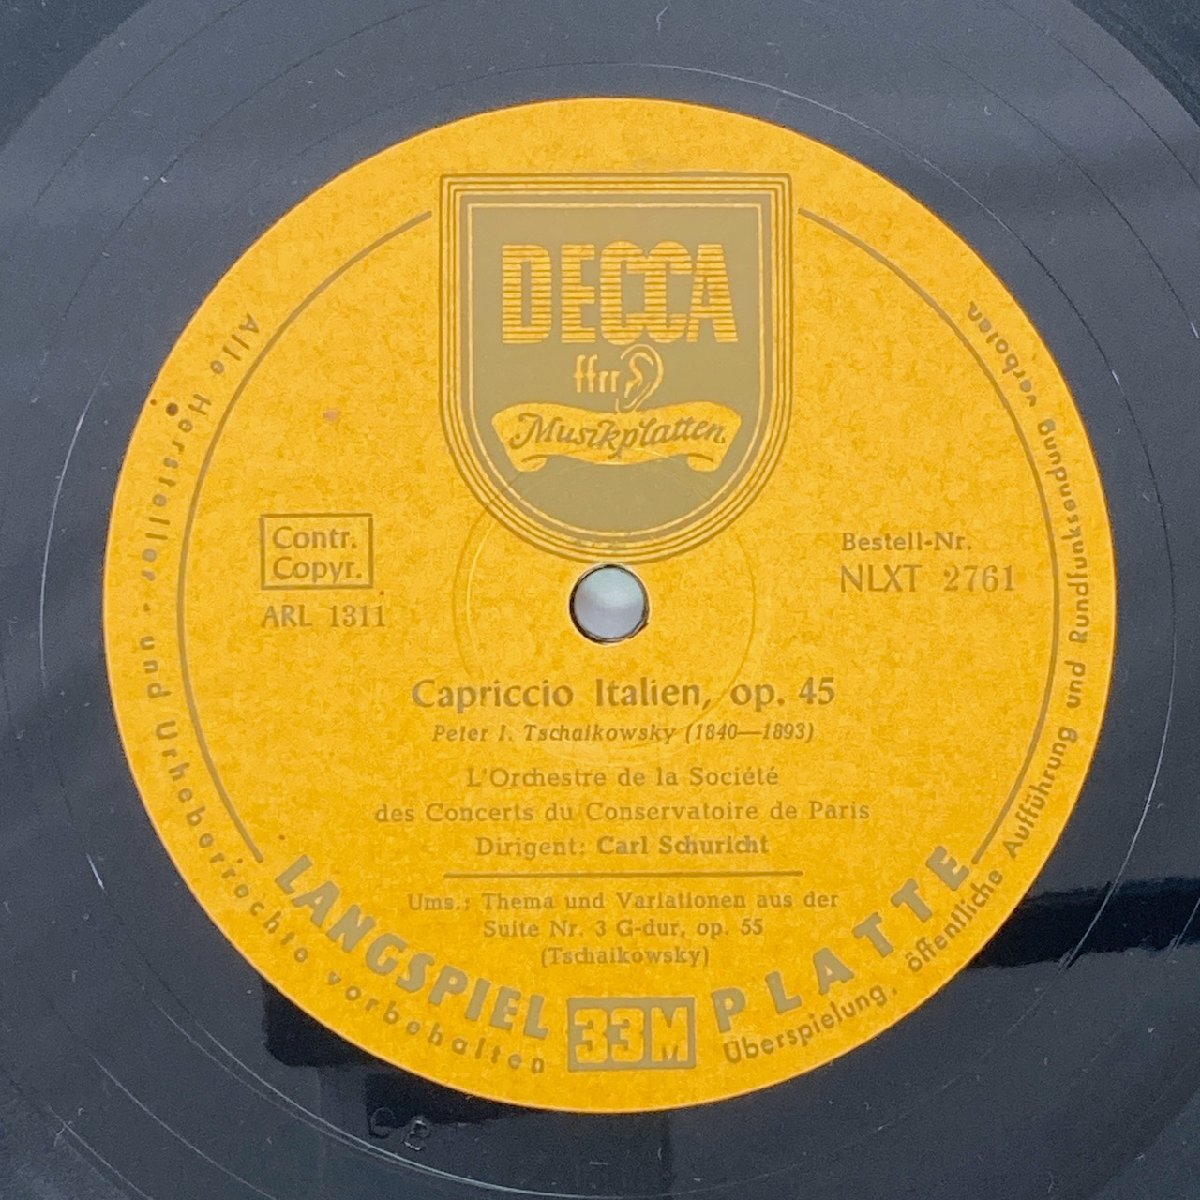 DECCA
ffrr
Musikplatten
Contr.
Copyr.
ARL 1311
Bestell-Nr.
NLXT 2761
Capriccio Italien, op. 45
Peter I. Tschaikowsky (1840—1893)
L'Orchestre de la Société
des Concerts du Conservatoire de Paris
Dirigent: Carl Schuricht
Ums.: Thema und Variationen aus der
Suite Nr. 3 G-dur, op. 55
(Tschaikowsky)
LANGSPIEL 33M PLATTE
Alle Hersteller- und Urheberrechte vorbehalten
Überspielung, öffentliche Aufführung und Rundfunksendung verboten